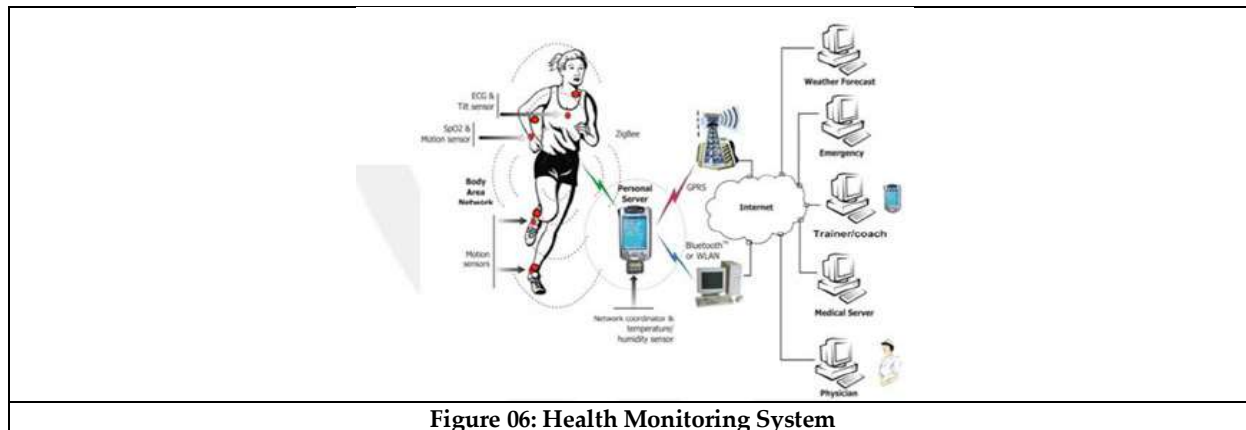 ECG &
Tilt sensor
SpO2 &
Motion sensor
ZigBee
Body
Area
Network
Motion
sensors
Personal
Server
Network coordinator &
temperature/
humidity sensor
GPRS
Bluetooth™
or WLAN
Internet
Weather Forecast
Emergency
Trainer/coach
Medical Server
Physician
Figure 06: Health Monitoring System